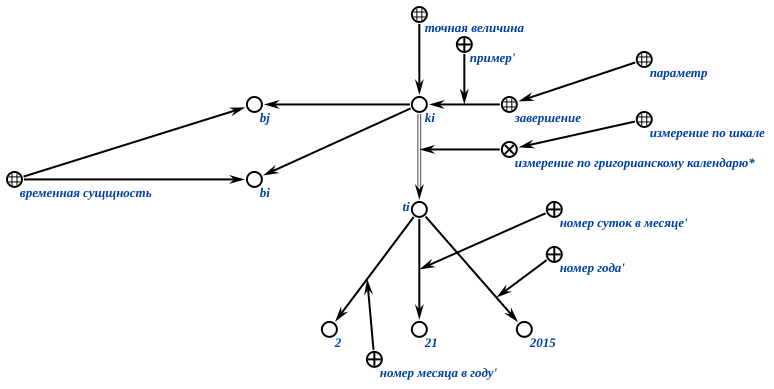 точная величина
пример'
параметр
bj
ki
завершение
измерение по шкале
измерение по григорианскому календарю*
временная сущщность
bi
ti
номер суток в месяце'
номер года'
2
21
2015
номер месяца в году'